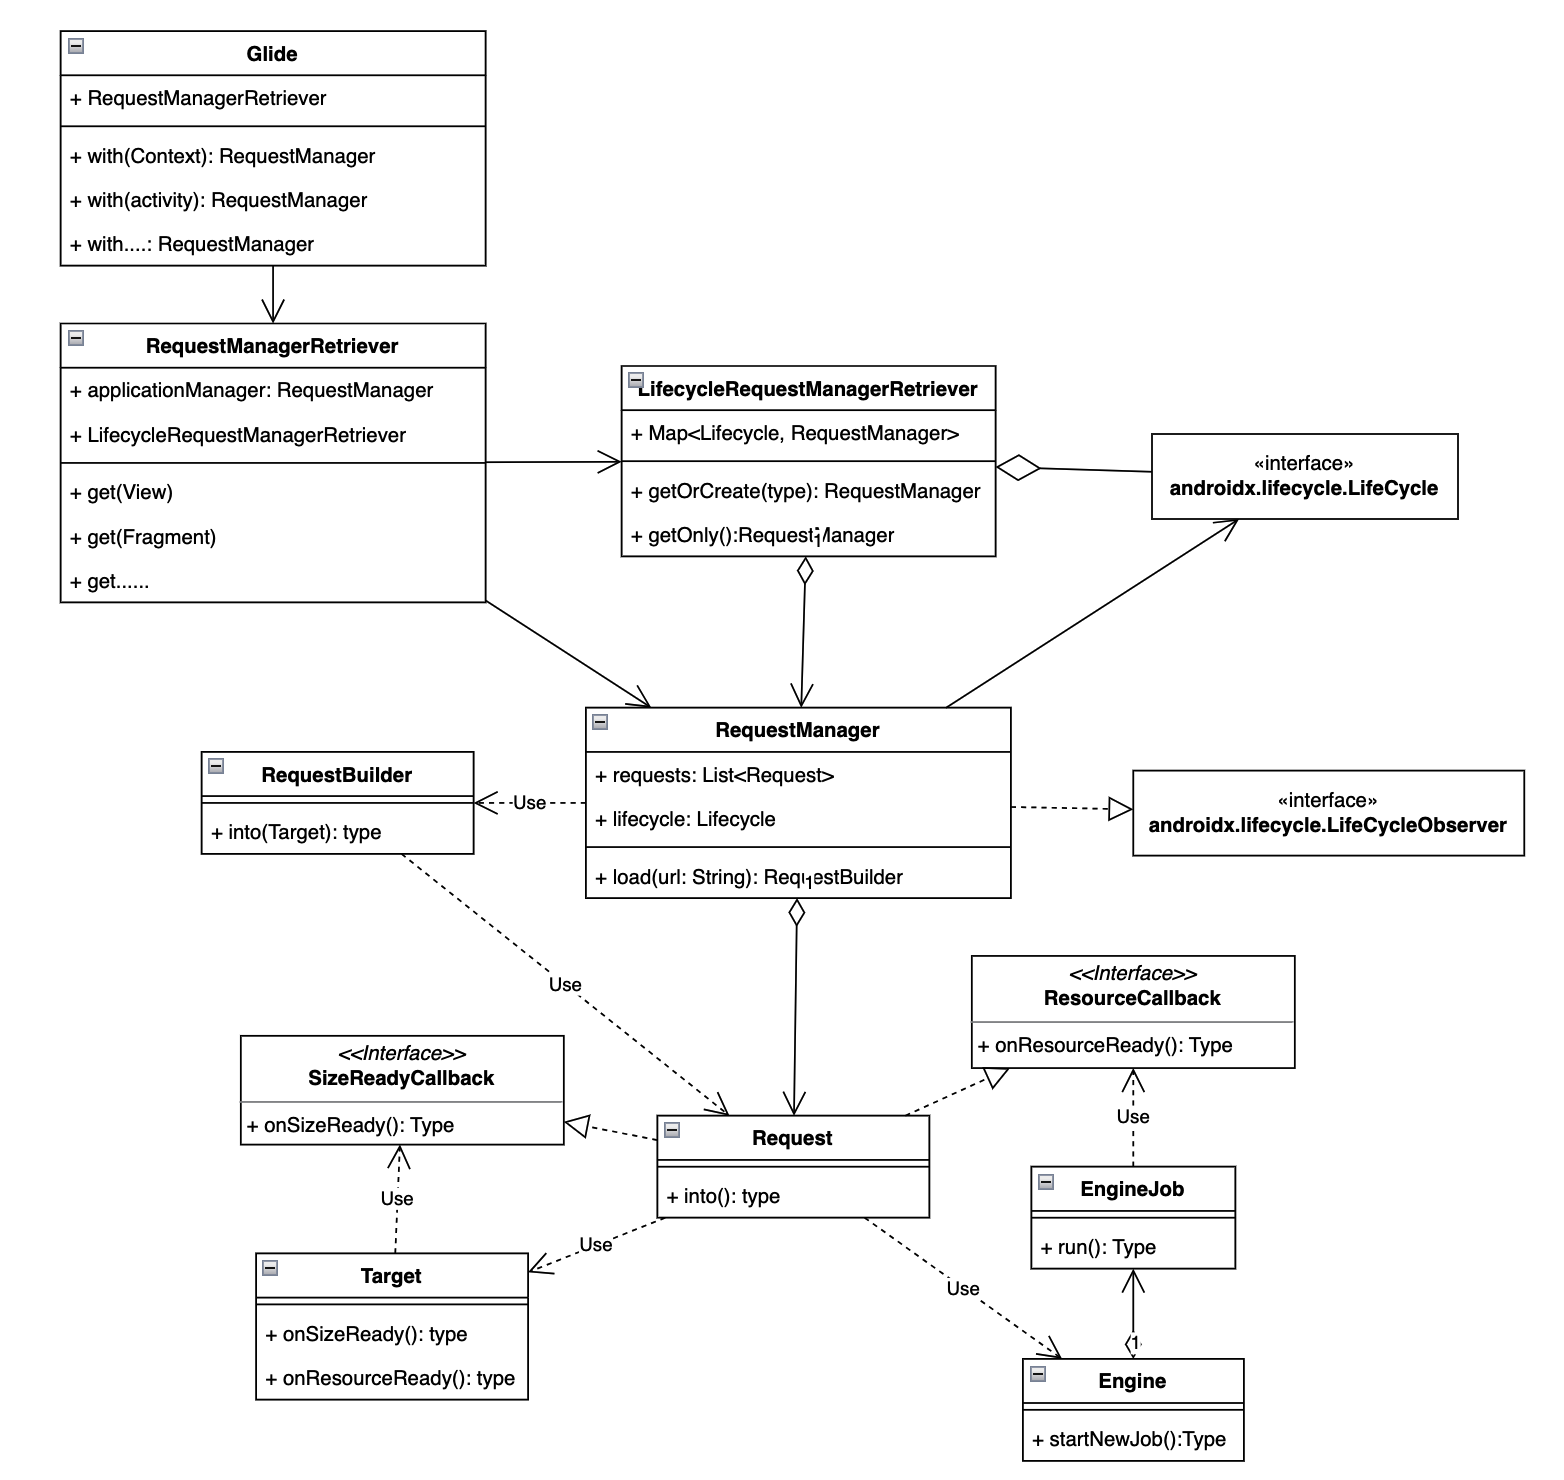 Glide
+ RequestManagerRetriever
+ with(Context): RequestManager
+ with(activity): RequestManager
+ with....: RequestManager
RequestManagerRetriever
+ applicationManager: RequestManager
+ LifecycleRequestManagerRetriever
+ get(View)
+ get(Fragment)
+ get......
LifecycleRequestManagerRetriever
+ Map<Lifecycle, RequestManager>
+ getOrCreate(type): RequestManager
+ getOnly():RequestManager
1
«interface»
androidx.lifecycle.LifeCycle
RequestManager
+ requests: List<Request>
+ lifecycle: Lifecycle
+ load(url: String): RequestBuilder
1
RequestBuilder
+ into(Target): type
Use
«interface»
androidx.lifecycle.LifeCycleObserver
Use
<<Interface>>
ResourceCallback
+ onResourceReady(): Type
<<Interface>>
SizeReadyCallback
+ onSizeReady(): Type
Use
Request
+ into(): type
Use
EngineJob
+ run(): Type
Use
Target
+ onSizeReady(): type
+ onResourceReady(): type
Use
1
Engine
+ startNewJob():Type